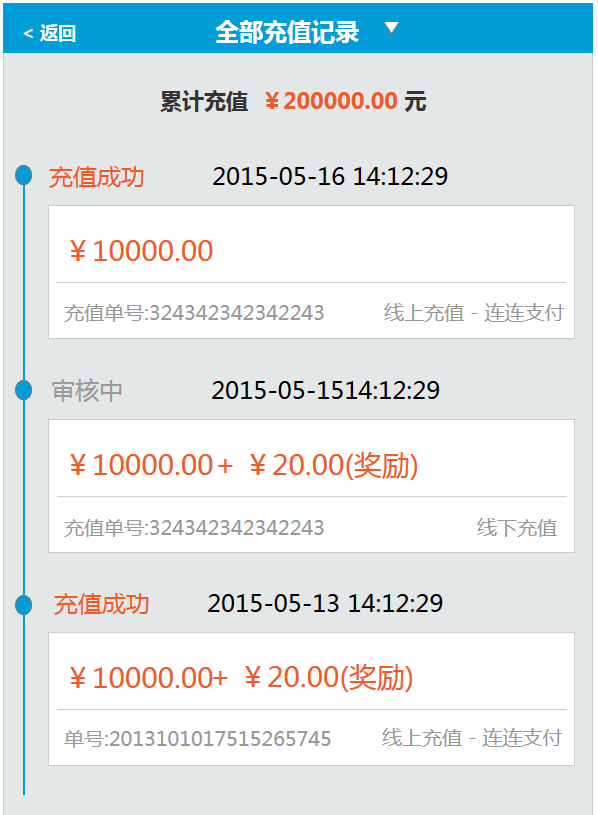 < 返回 全部充值记录
累计充值 ￥200000.00 元
充值成功 2015-05-16 14:12:29
￥10000.00
充值单号:324342342342243 线上充值 - 连连支付
审核中 2015-05-1514:12:29
￥10000.00+ ￥20.00(奖励)
充值单号:324342342342243 线下充值
充值成功 2015-05-13 14:12:29
￥10000.00+ ￥20.00(奖励)
单号:2013101017515265745 线上充值 - 连连支付